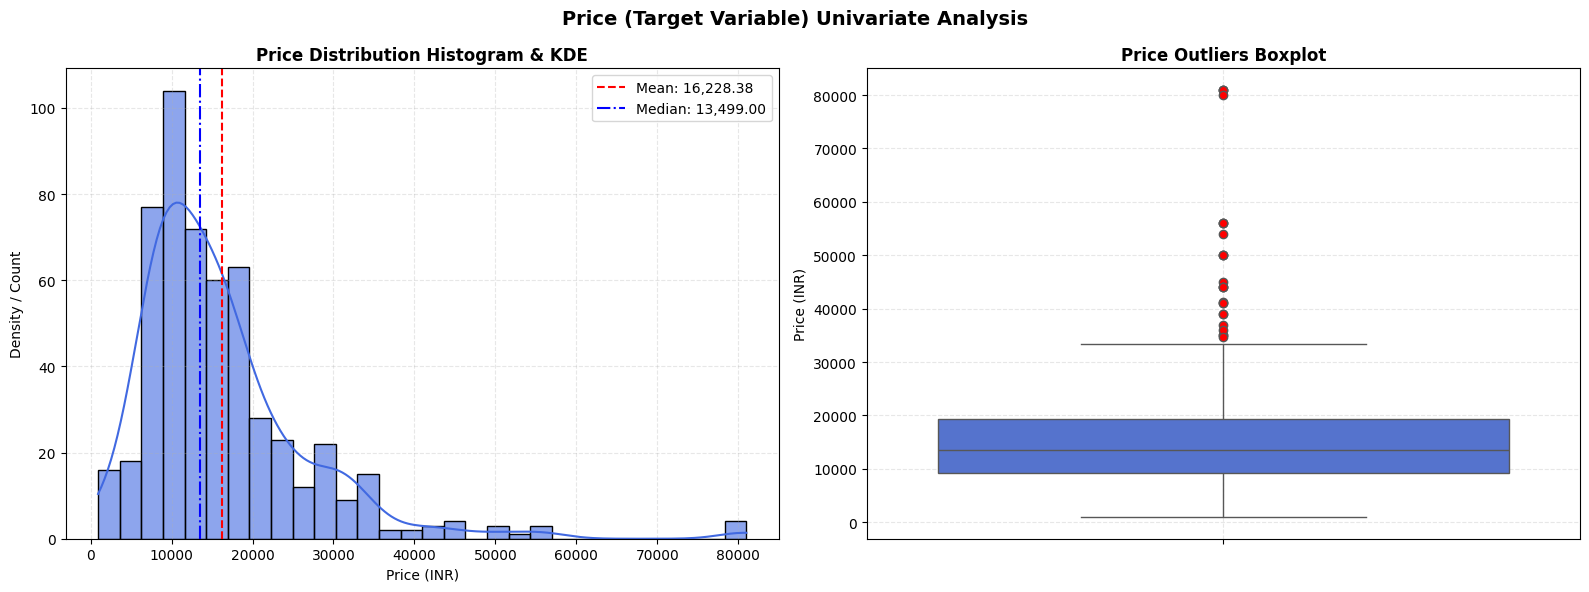 Price (Target Variable) Univariate Analysis
Price Distribution Histogram & KDE
Mean: 16,228.38
Median: 13,499.00
Density / Count
100
80
60
40
20
0
0 10000 20000 30000 40000 50000 60000 70000 80000
Price (INR)
Price Outliers Boxplot
Price (INR)
80000
70000
60000
50000
40000
30000
20000
10000
0